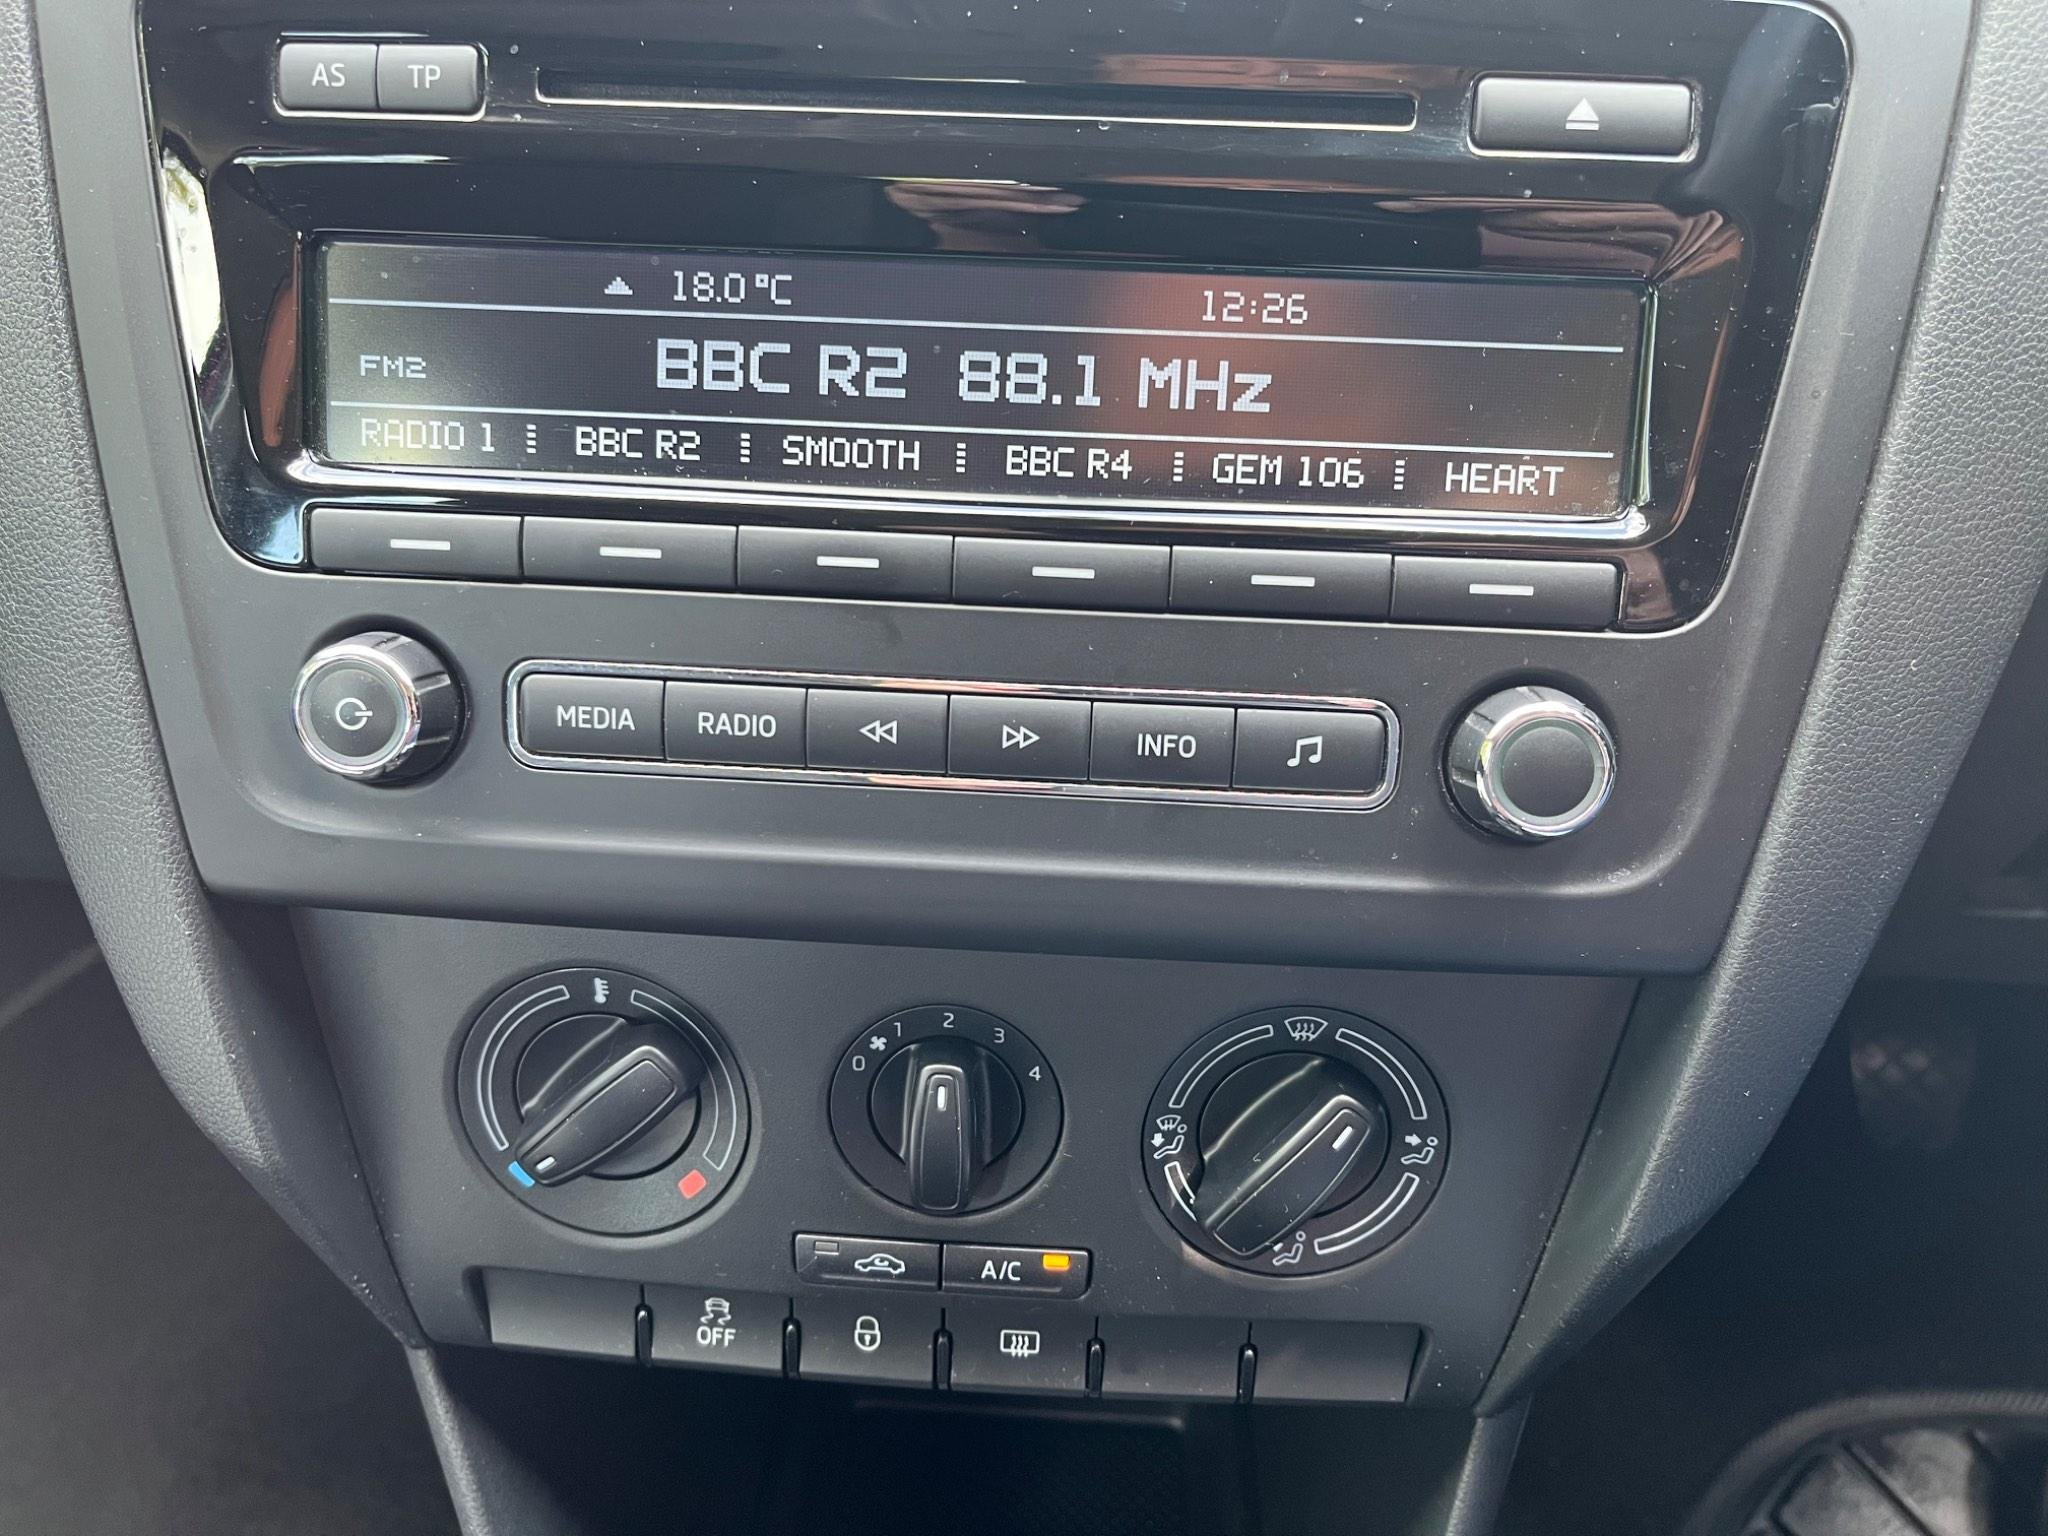 AS TP
18.0 °C 12:26
FM2 BBC R2 88.1 MHz
RADIO 1 BBC R2 SMOOTH BBC R4 GEM 106 HEART
MEDIA RADIO INFO
0 1 2 3 4
A/C
OFF